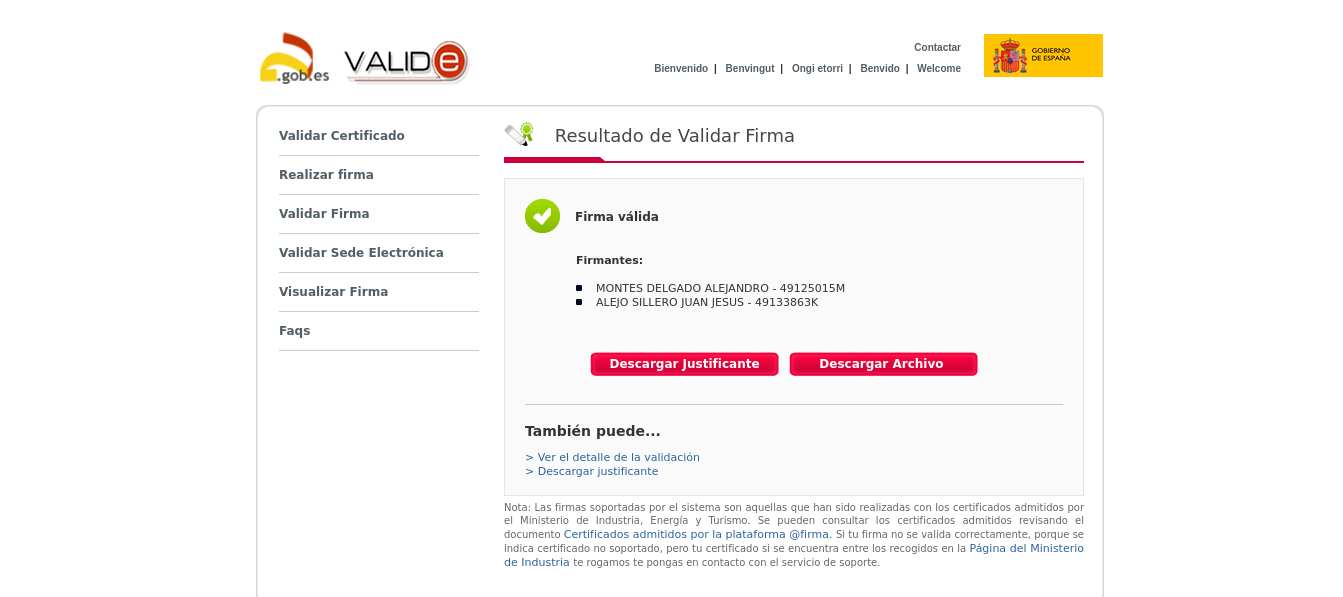 .gob.es
VALIDe
Contactar
Bienvenido | Benvingut | Ongi etorri | Benvido | Welcome
GOBIERNO
DE ESPAÑA
Validar Certificado
Realizar firma
Validar Firma
Validar Sede Electrónica
Visualizar Firma
Faqs
Resultado de Validar Firma
Firma válida
Firmantes:
MONTES DELGADO ALEJANDRO - 49125015M
ALEJO SILLERO JUAN JESUS - 49133863K
Descargar Justificante
Descargar Archivo
También puede...
> Ver el detalle de la validación
> Descargar justificante
Nota: Las firmas soportadas por el sistema son aquellas que han sido realizadas con los certificados admitidos por
el Ministerio de Industria, Energía y Turismo. Se pueden consultar los certificados admitidos revisando el
documento Certificados admitidos por la plataforma @firma. Si tu firma no se valida correctamente, porque se
indica certificado no soportado, pero tu certificado si se encuentra entre los recogidos en la Página del Ministerio
de Industria te rogamos te pongas en contacto con el servicio de soporte.